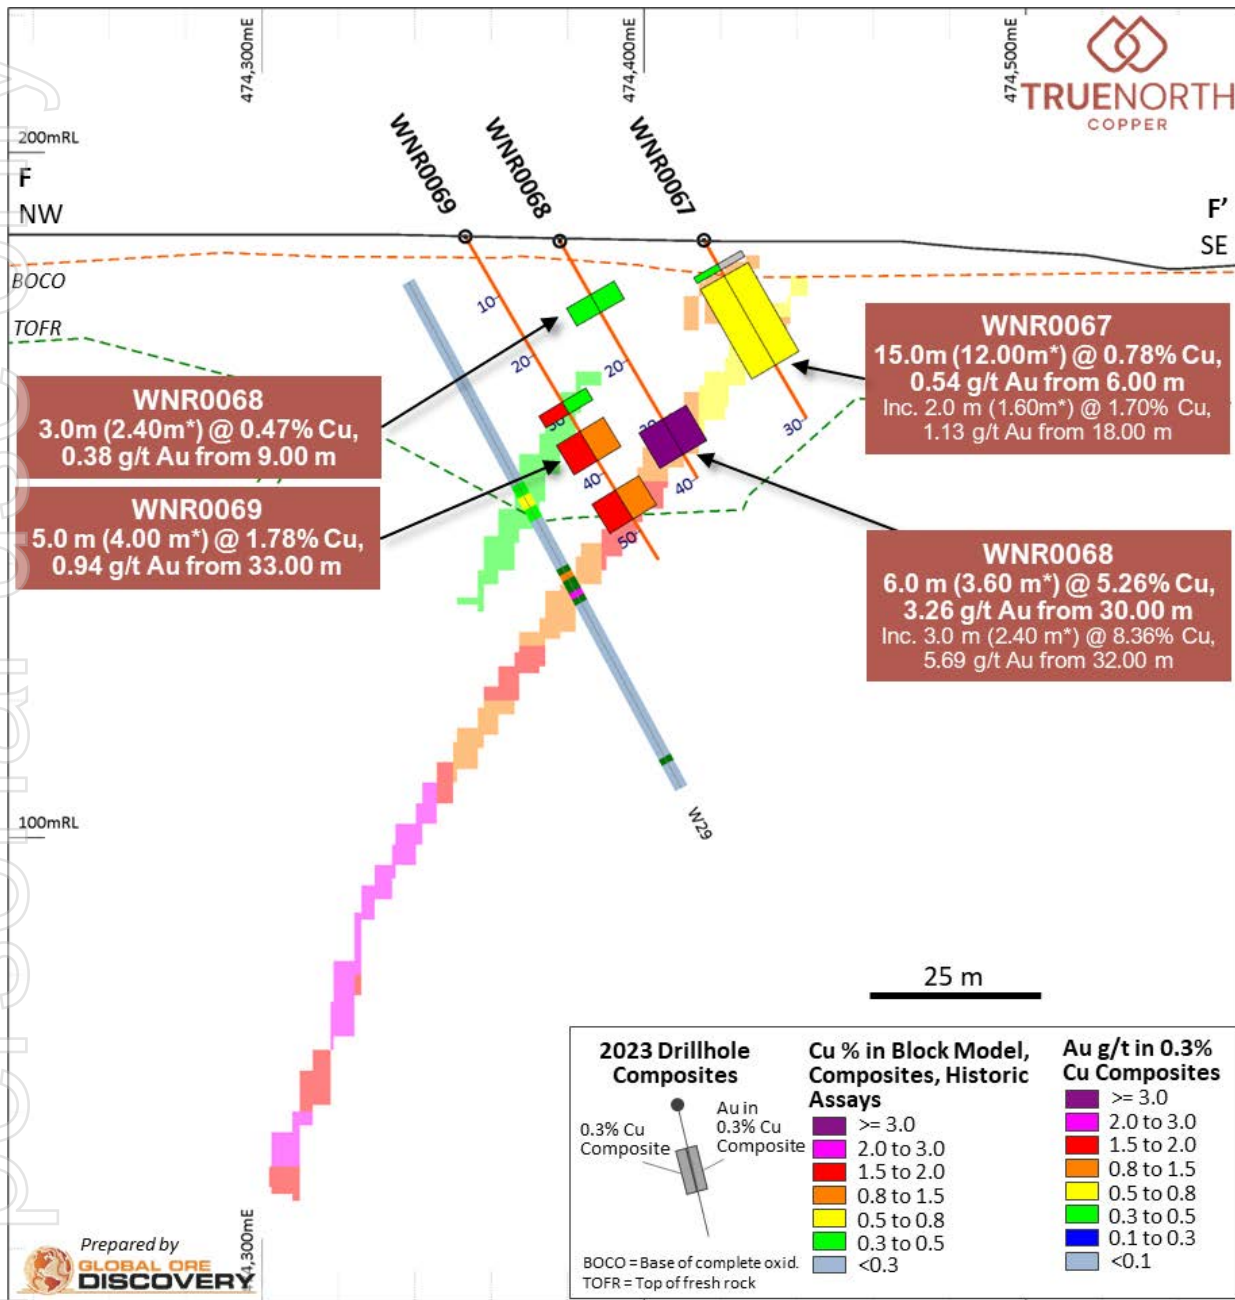 474,300mE
474,400mE
474,500mE
TRUENORTH
COPPER
200mRL
F
NW
F'
SE
WNR0069
WNR0068
WNR0067
BOCO
TOFR
10
20
40
50
20
40
30
WNR0067
15.0m (12.00m*) @ 0.78% Cu,
0.54 g/t Au from 6.00 m
Inc. 2.0 m (1.60m*) @ 1.70% Cu,
1.13 g/t Au from 18.00 m
WNR0068
3.0m (2.40m*) @ 0.47% Cu,
0.38 g/t Au from 9.00 m
WNR0069
5.0 m (4.00 m*) @ 1.78% Cu,
0.94 g/t Au from 33.00 m
WNR0068
6.0 m (3.60 m*) @ 5.26% Cu,
3.26 g/t Au from 30.00 m
Inc. 3.0 m (2.40 m*) @ 8.36% Cu,
5.69 g/t Au from 32.00 m
W29
100mRL
25 m
2023 Drillhole
Composites
0.3% Cu
Composite
Au in
0.3% Cu
Composite
BOCO = Base of complete oxid.
TOFR = Top of fresh rock
Cu % in Block Model,
Composites, Historic
Assays
>= 3.0
2.0 to 3.0
1.5 to 2.0
0.8 to 1.5
0.5 to 0.8
0.3 to 0.5
<0.3
Au g/t in 0.3%
Cu Composites
>= 3.0
2.0 to 3.0
1.5 to 2.0
0.8 to 1.5
0.5 to 0.8
0.3 to 0.5
0.1 to 0.3
<0.1
Prepared by
GLOBAL ORE
DISCOVERY